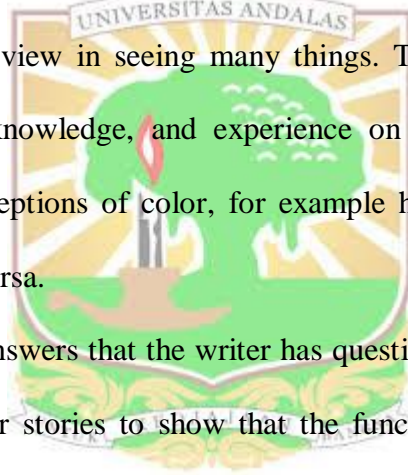 UNIVERSITAS ANDALAS
view in seeing many things. T
knowledge, and experience on
eptions of color, for example h
ersa.
nswers that the writer has questi
r stories to show that the func